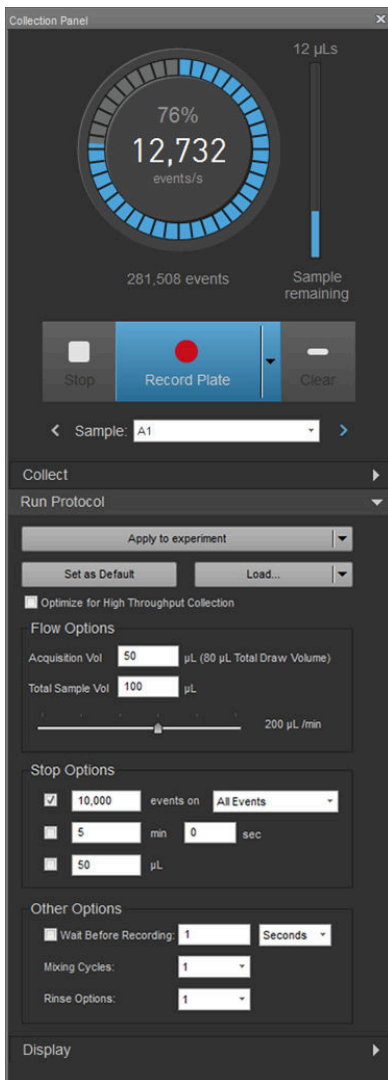 Collection Panel
12 µLs
76%
12,732
events/s
281,508 events
Sample
remaining
Stop
Record Plate
Clear
Sample: A1
Collect
Run Protocol
Apply to experiment
Set as Default
Load...
Optimize for High Throughput Collection
Flow Options
Acquisition Vol 50 µL (80 µL Total Draw Volume)
Total Sample Vol 100 µL
200 µL /min
Stop Options
10,000 events on All Events
5 min 0 sec
50 µL
Other Options
Wait Before Recording: 1 Seconds
Mixing Cycles: 1
Rinse Options: 1
Display